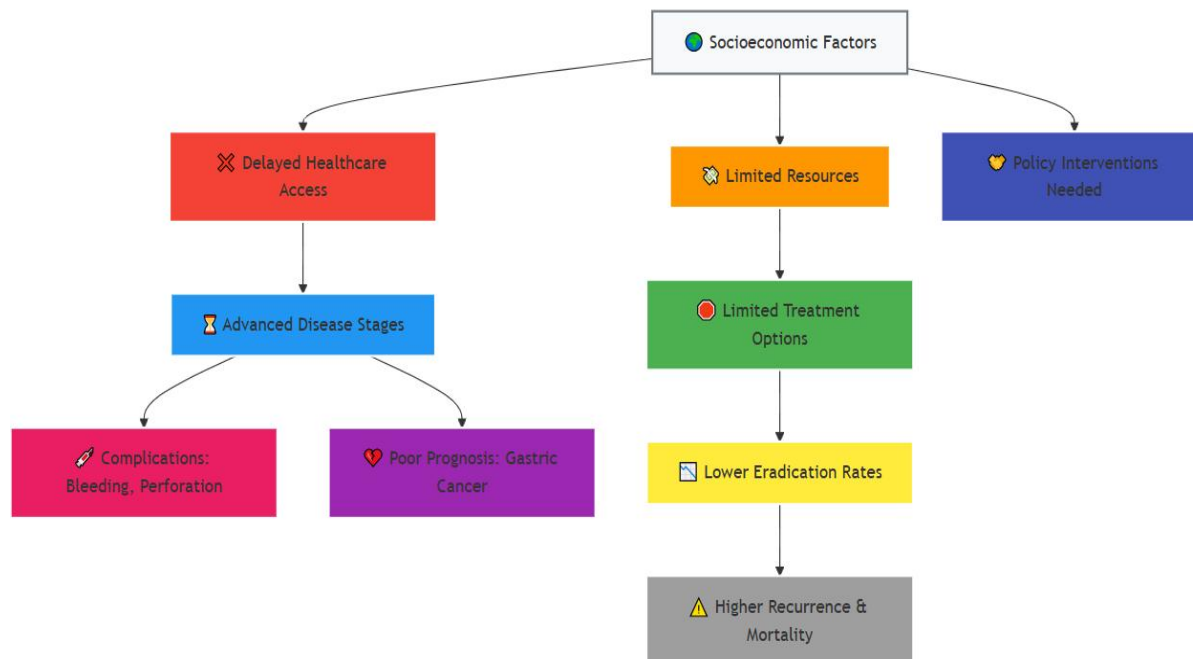 Socioeconomic Factors
Delayed Healthcare
Access
Limited Resources
Policy Interventions
Needed
Advanced Disease Stages
Limited Treatment
Options
Complications:
Bleeding, Perforation
Poor Prognosis: Gastric
Cancer
Lower Eradication Rates
Higher Recurrence &
Mortality